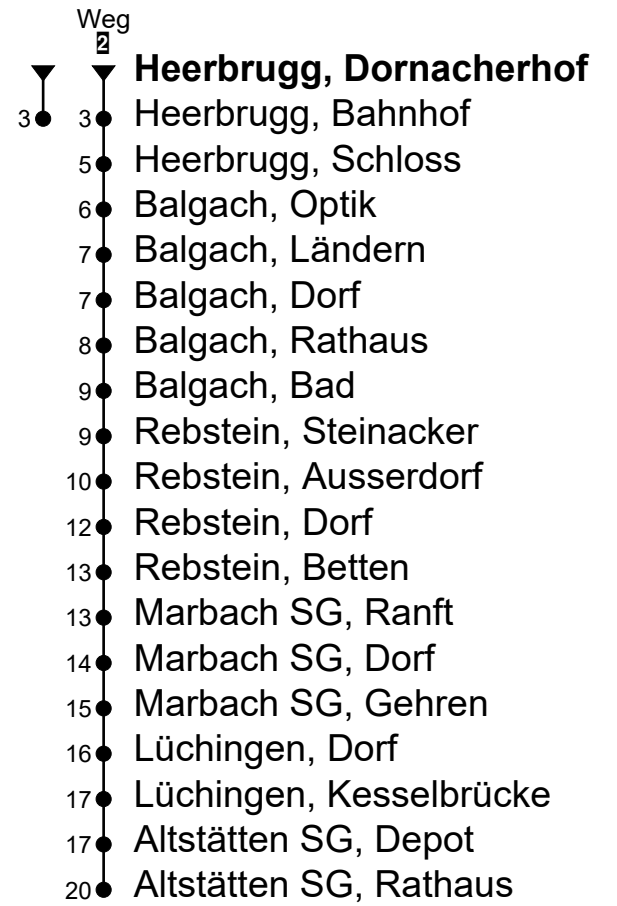 Weg
2
Heerbrugg, Dornacherhof
3 3 Heerbrugg, Bahnhof
5 Heerbrugg, Schloss
6 Balgach, Optik
7 Balgach, Ländern
7 Balgach, Dorf
8 Balgach, Rathaus
9 Balgach, Bad
9 Rebstein, Steinacker
10 Rebstein, Ausserdorf
12 Rebstein, Dorf
13 Rebstein, Betten
13 Marbach SG, Ranft
14 Marbach SG, Dorf
15 Marbach SG, Gehren
16 Lüchingen, Dorf
17 Lüchingen, Kesselbrücke
17 Altstätten SG, Depot
20 Altstätten SG, Rathaus